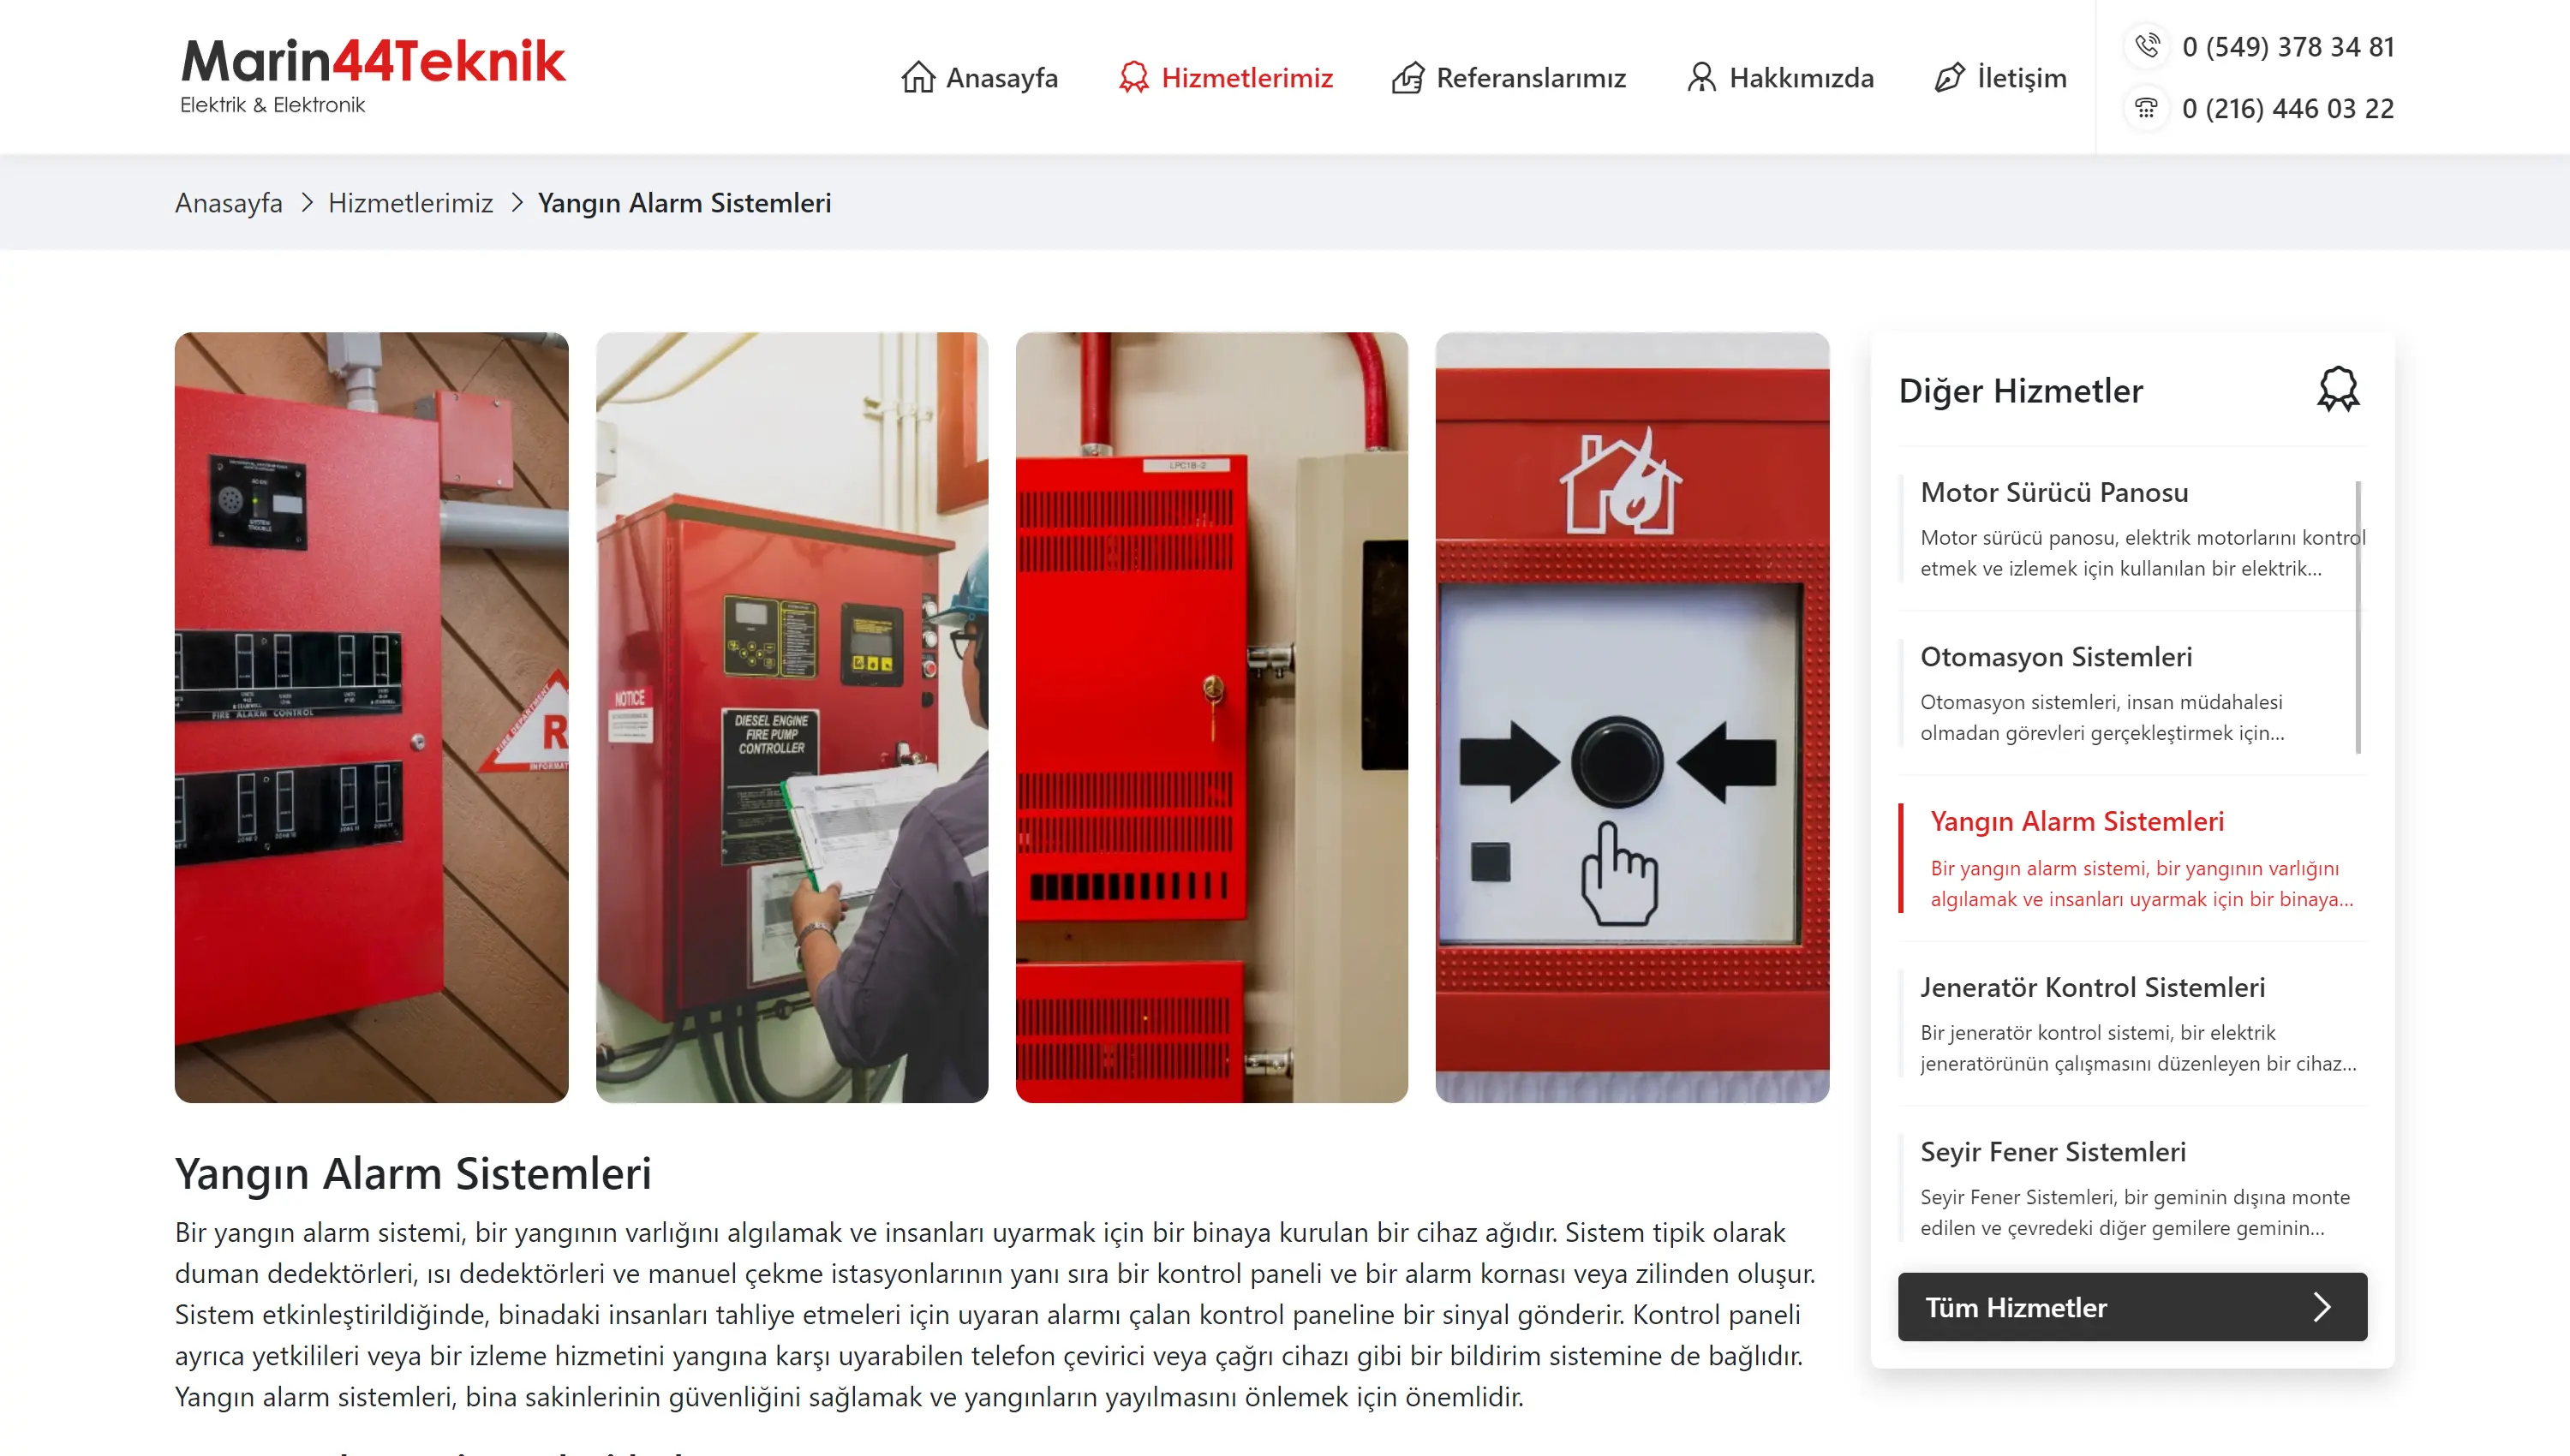 Marin44Teknik
Elektrik & Elektronik
Anasayfa
Hizmetlerimiz
Referanslarımız
Hakkımızda
İletişim
0 (549) 378 34 81
0 (216) 446 03 22
Anasayfa > Hizmetlerimiz > Yangın Alarm Sistemleri
SYSTEM
TROUBLE
FIRE ALARM CONTROL
FIRE DEPARTMENT
R
INFORMAT
NOTICE
DIESEL ENGINE
FIRE PUMP
CONTROLLER
LPC1B-2
Diğer Hizmetler
Motor Sürücü Panosu
Motor sürücü panosu, elektrik motorlarını kontrol
etmek ve izlemek için kullanılan bir elektrik...
Otomasyon Sistemleri
Otomasyon sistemleri, insan müdahalesi
olmadan görevleri gerçekleştirmek için...
Yangın Alarm Sistemleri
Bir yangın alarm sistemi, bir yangının varlığını
algılamak ve insanları uyarmak için bir binaya...
Jeneratör Kontrol Sistemleri
Bir jeneratör kontrol sistemi, bir elektrik
jeneratörünün çalışmasını düzenleyen bir cihaz...
Seyir Fener Sistemleri
Seyir Fener Sistemleri, bir geminin dışına monte
edilen ve çevredeki diğer gemilere geminin...
Tüm Hizmetler
Yangın Alarm Sistemleri
Bir yangın alarm sistemi, bir yangının varlığını algılamak ve insanları uyarmak için bir binaya kurulan bir cihaz ağıdır. Sistem tipik olarak
duman dedektörleri, ısı dedektörleri ve manuel çekme istasyonlarının yanı sıra bir kontrol paneli ve bir alarm kornası veya zilinden oluşur.
Sistem etkinleştirildiğinde, binadaki insanları tahliye etmeleri için uyaran alarmı çalan kontrol paneline bir sinyal gönderir. Kontrol paneli
ayrıca yetkilileri veya bir izleme hizmetini yangına karşı uyarabilen telefon çevirici veya çağrı cihazı gibi bir bildirim sistemine de bağlıdır.
Yangın alarm sistemleri, bina sakinlerinin güvenliğini sağlamak ve yangınların yayılmasını önlemek için önemlidir.